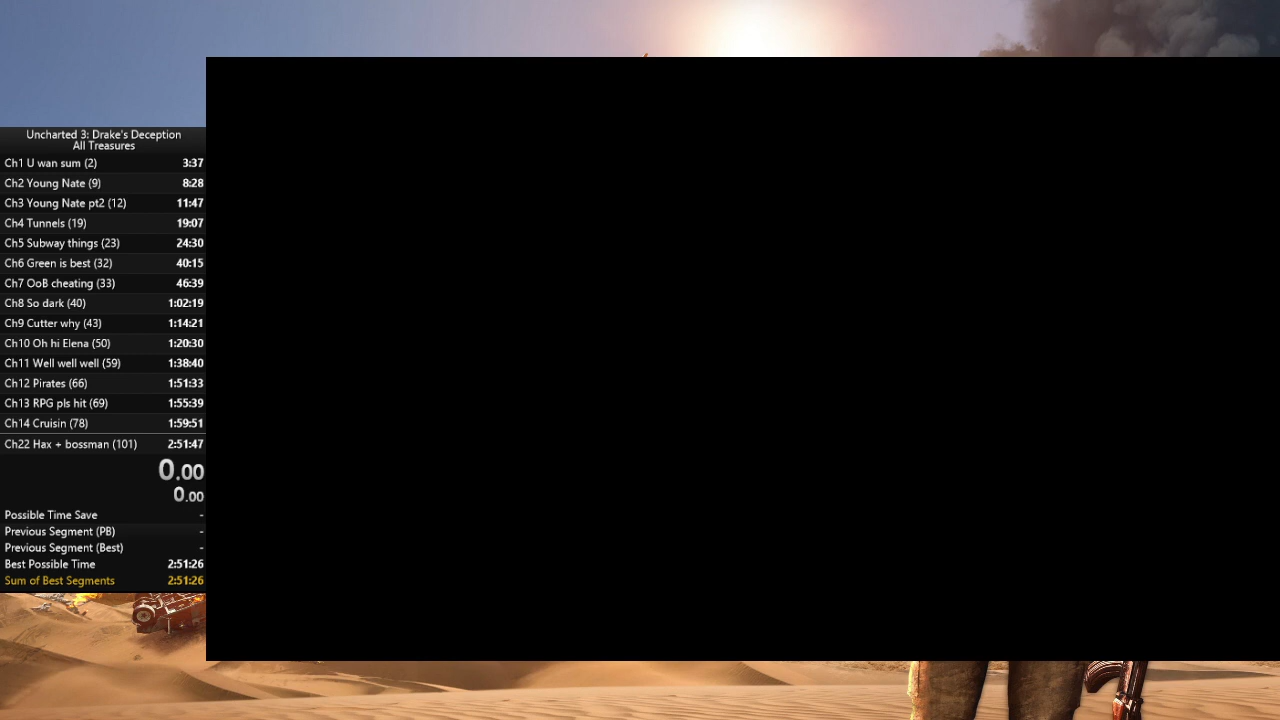 Uncharted 3: Drake's Deception
All Treasures
Ch1 U wan sum (2) 3:37
Ch2 Young Nate (9) 8:28
Ch3 Young Nate pt2 (12) 11:47
Ch4 Tunnels (19) 19:07
Ch5 Subway things (23) 24:30
Ch6 Green is best (32) 40:15
Ch7 OoB cheating (33) 46:39
Ch8 So dark (40) 1:02:19
Ch9 Cutter why (43) 1:14:21
Ch10 Oh hi Elena (50) 1:20:30
Ch11 Well well well (59) 1:38:40
Ch12 Pirates (66) 1:51:33
Ch13 RPG pls hit (69) 1:55:39
Ch14 Cruisin (78) 1:59:51
Ch22 Hax + bossman (101) 2:51:47
0.00
0.00
Possible Time Save -
Previous Segment (PB) -
Previous Segment (Best) -
Best Possible Time 2:51:26
Sum of Best Segments 2:51:26